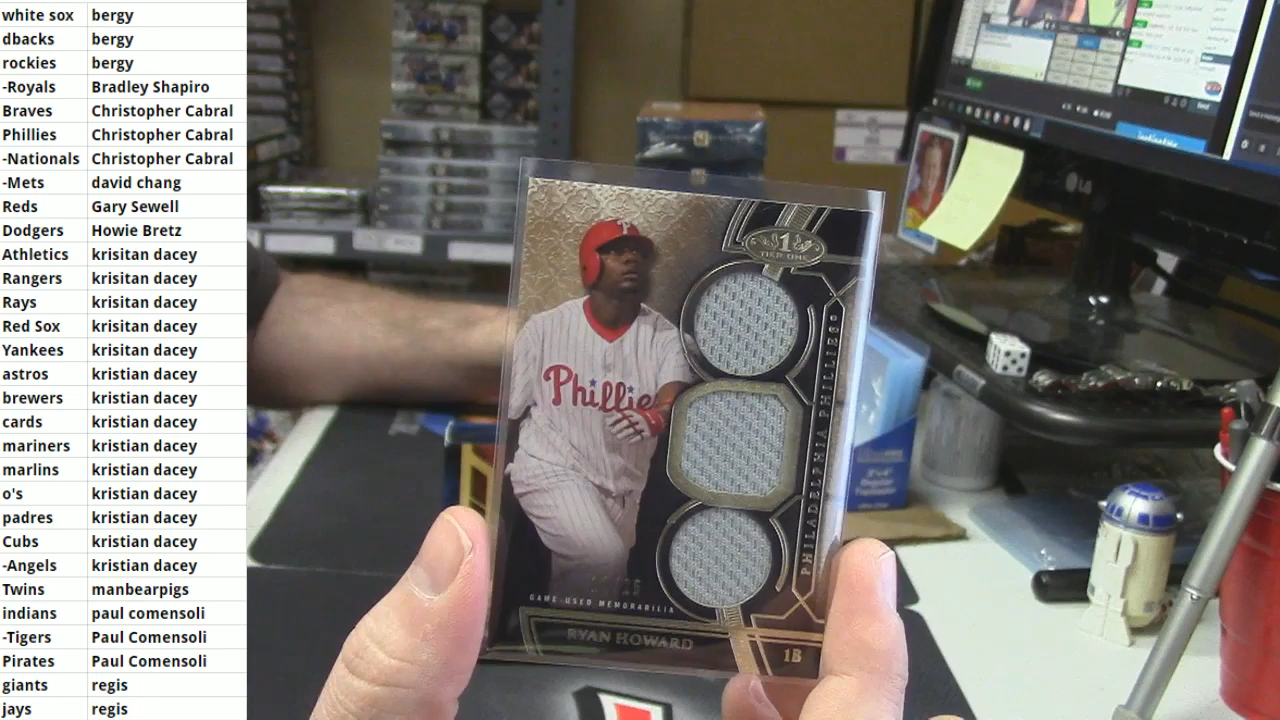 white sox bergy
dbacks bergy
rockies bergy
-Royals Bradley Shapiro
Braves Christopher Cabral
Phillies Christopher Cabral
-Nationals Christopher Cabral
-Mets david chang
Reds Gary Sewell
Dodgers Howie Bretz
Athletics krisitan dacey
Rangers krisitan dacey
Rays krisitan dacey
Red Sox krisitan dacey
Yankees krisitan dacey
astros kristian dacey
brewers kristian dacey
cards kristian dacey
mariners kristian dacey
marlins kristian dacey
o's kristian dacey
padres kristian dacey
Cubs kristian dacey
-Angels kristian dacey
Twins manbearpigs
indians paul comensoli
-Tigers Paul Comensoli
Pirates Paul Comensoli
giants regis
jays regis
1
TIER ONE
Phillies
PHILADELPHIA PHILLIES
GAME-USED MEMORABILIA
RYAN HOWARD
1B
LG